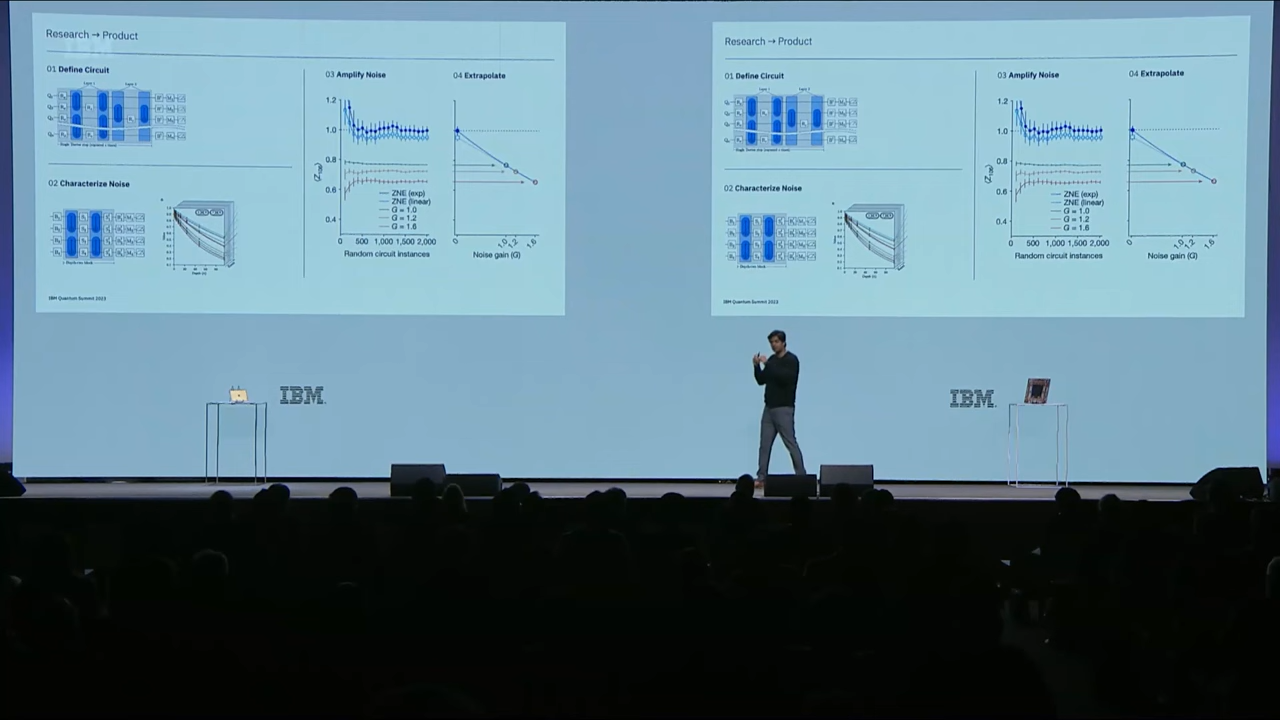 Research → Product
01 Define Circuit
02 Characterize Noise
IBM Quantum Summit 2023
03 Amplify Noise
1.2
1.0
0.8
0.6
0.4
⟨Z₁₀₆⟩
ZNE (exp)
ZNE (linear)
G = 1.0
G = 1.2
G = 1.6
0 500 1,000 1,500 2,000
Random circuit instances
04 Extrapolate
0 1.0 1.2 1.6
Noise gain (G)
Research → Product
01 Define Circuit
02 Characterize Noise
IBM Quantum Summit 2023
03 Amplify Noise
1.2
1.0
0.8
0.6
0.4
⟨Z₁₀₆⟩
ZNE (exp)
ZNE (linear)
G = 1.0
G = 1.2
G = 1.6
0 500 1,000 1,500 2,000
Random circuit instances
04 Extrapolate
0 1.0 1.2 1.6
Noise gain (G)
IBM
IBM